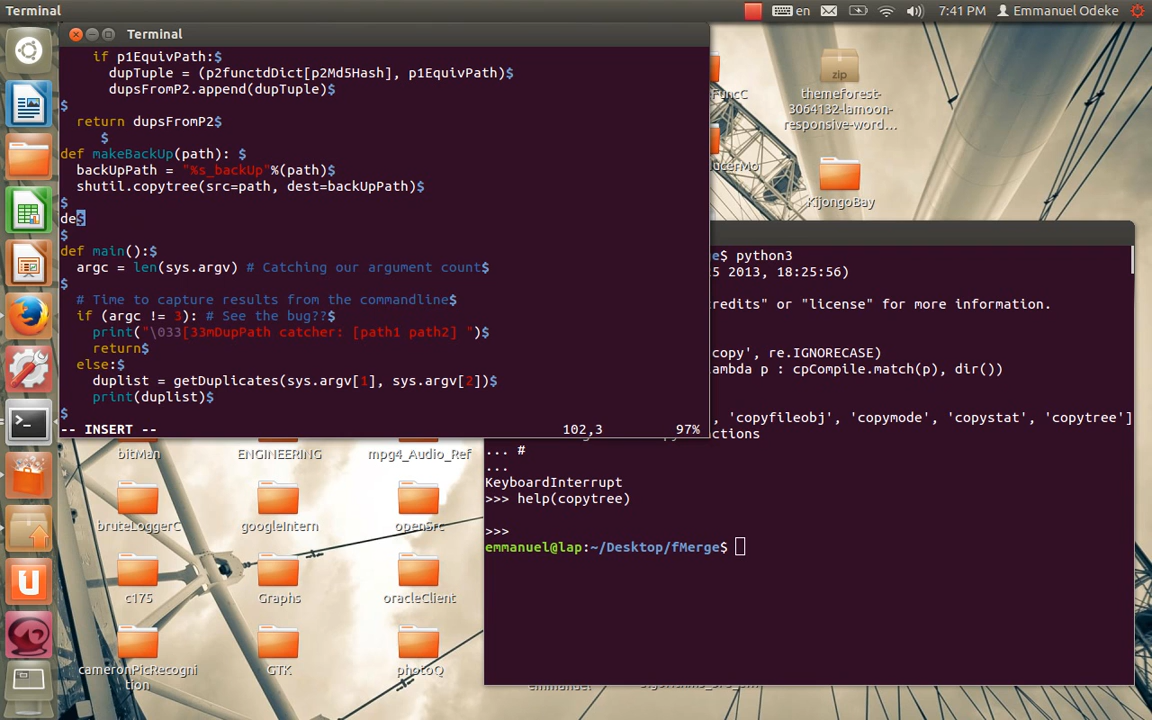 Terminal
en
7:41 PM
Emmanuel Odeke
Terminal
if p1EquivPath:$
dupTuple = (p2functdDict[p2Md5Hash], p1EquivPath)$
dupsFromP2.append(dupTuple)$
$
return dupsFromP2$
$
def makeBackUp(path): $
backUpPath = "%s_backUp"%(path)$
shutil.copytree(src=path, dest=backUpPath)$
$
de$
$
def main():$
argc = len(sys.argv) # Catching our argument count$
$
# Time to capture results from the commandline$
if (argc != 3): # See the bug??$
print("\033[33mDupPath catcher: [path1 path2] ")$
return$
else:$
duplist = getDuplicates(sys.argv[1], sys.argv[2])$
print(duplist)$
$
-- INSERT --
102,3
97%
FuncC
zip
themeforest-
3064132-lamoon-
responsive-word...
ucerMo
KijongoBay
e$ python3
5 2013, 18:25:56)
redits" or "license" for more information.
copy', re.IGNORECASE)
ambda p : cpCompile.match(p), dir())
, 'copyfileobj', 'copymode', 'copystat', 'copytree']
ctions
... #
...
KeyboardInterrupt
>>> help(copytree)
>>>
emmanuel@lap:~/Desktop/fMerge$
bitMan
ENGINEERING
mpg4_Audio_Ref
bruteLoggerC
googleIntern
openSrc
c175
Graphs
oracleClient
cameronPicRecogni
tion
GTK
photoQ